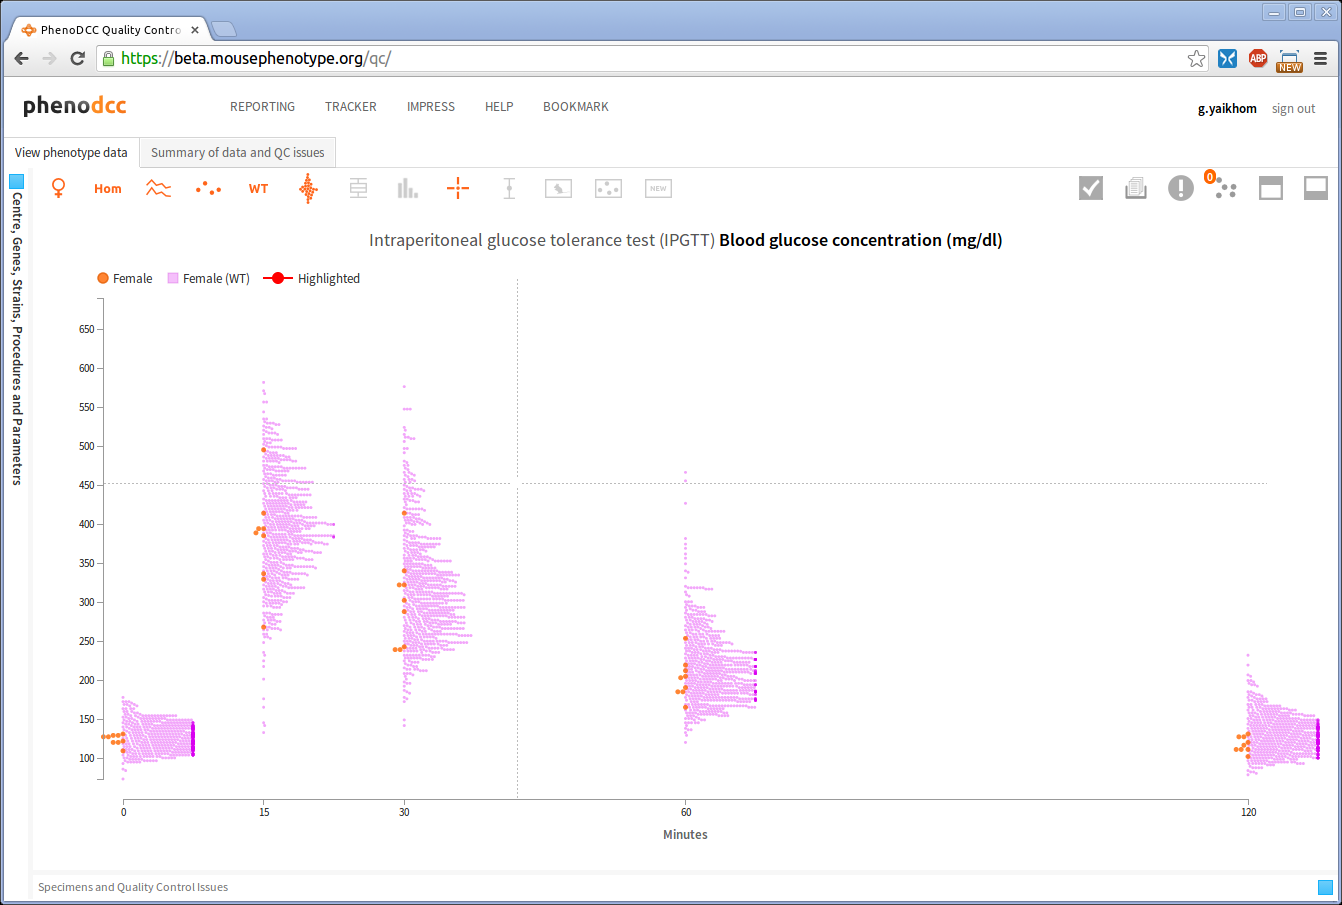 PhenoDCC Quality Contro
https://beta.mousephenotype.org/qc/
ABP
NEW
phenodcc
REPORTING TRACKER IMPRESS HELP BOOKMARK
g.yaikhom sign out
View phenotype data Summary of data and QC issues
Centre, Genes, Strains, Procedures and Parameters
Hom WT NEW 0
Intraperitoneal glucose tolerance test (IPGTT) Blood glucose concentration (mg/dl)
Female Female (WT) Highlighted
650
600
550
500
450
400
350
300
250
200
150
100
0 15 30 60 120
Minutes
Specimens and Quality Control Issues